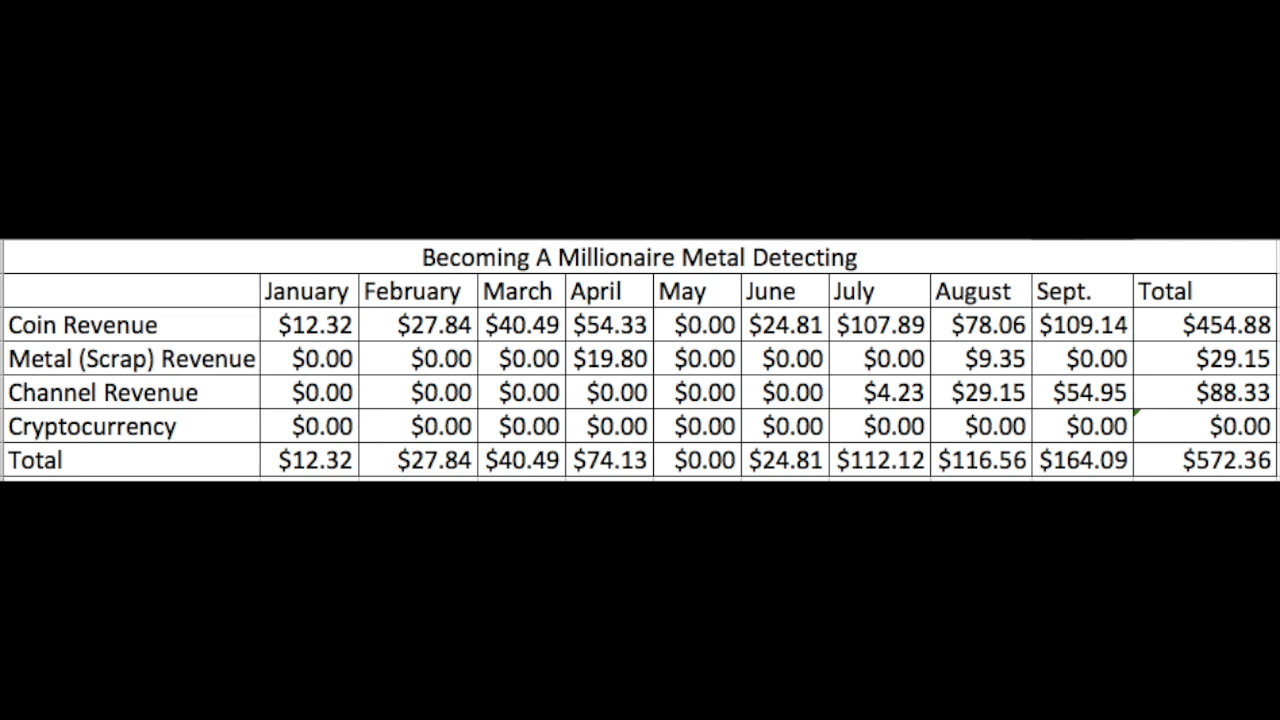 Becoming A Millionaire Metal Detecting
January February March April May June July August Sept. Total
Coin Revenue $12.32 $27.84 $40.49 $54.33 $0.00 $24.81 $107.89 $78.06 $109.14 $454.88
Metal (Scrap) Revenue $0.00 $0.00 $0.00 $19.80 $0.00 $0.00 $0.00 $9.35 $0.00 $29.15
Channel Revenue $0.00 $0.00 $0.00 $0.00 $0.00 $0.00 $4.23 $29.15 $54.95 $88.33
Cryptocurrency $0.00 $0.00 $0.00 $0.00 $0.00 $0.00 $0.00 $0.00 $0.00 $0.00
Total $12.32 $27.84 $40.49 $74.13 $0.00 $24.81 $112.12 $116.56 $164.09 $572.36